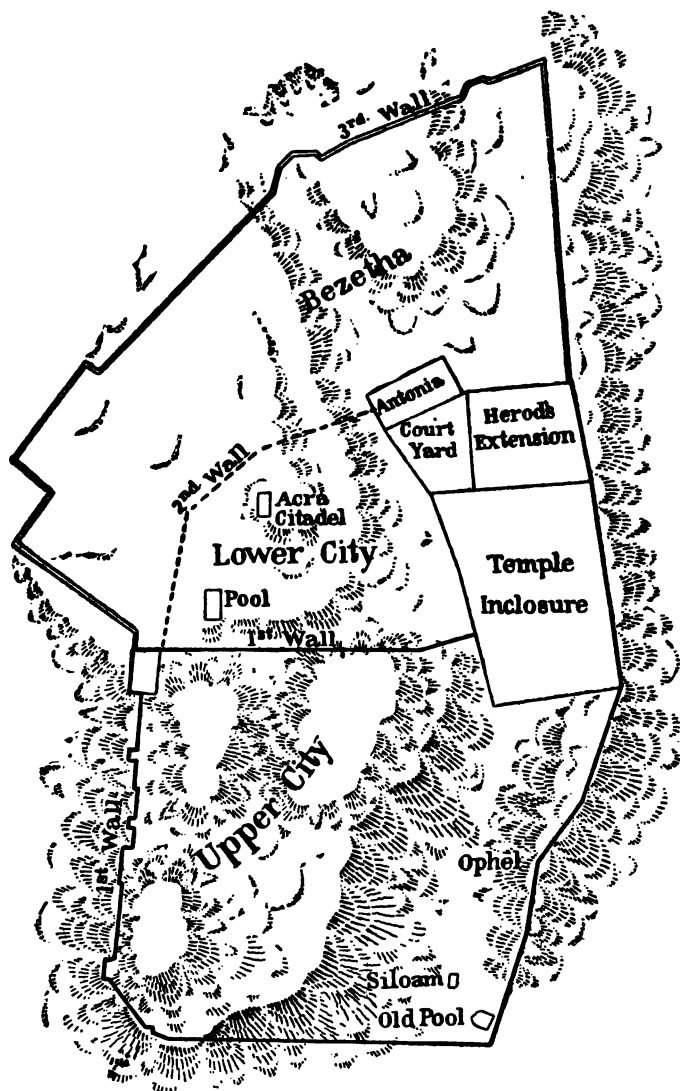 3rd. Wall
Bezetha
Antonia
Court
Yard
Herod's
Extension
2nd Wall
Acra
Citadel
Lower City
Temple
Inclosure
Pool
1st. Wall
Upper City
1st Wall
Ophel
Siloam
Old Pool